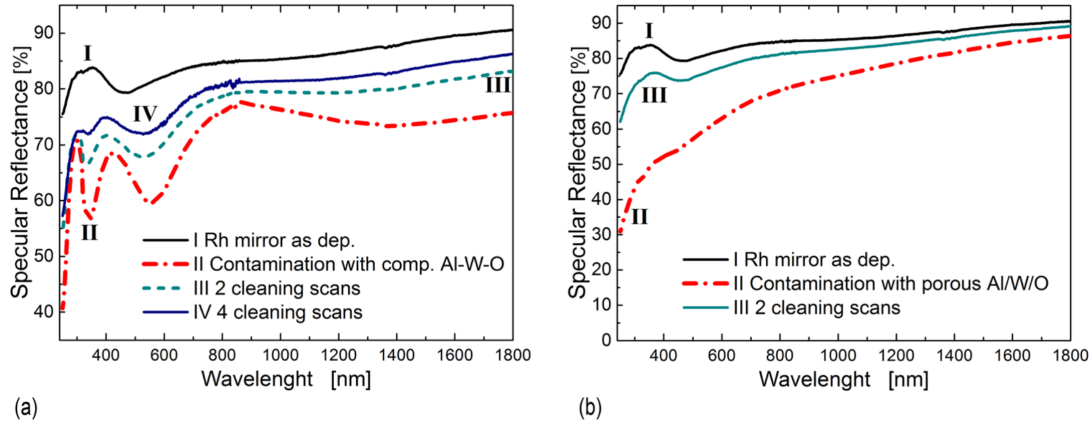 90
80
70
60
50
40
Specular Reflectance [%]
I
IV
III
II
I Rh mirror as dep.
II Contamination with comp. Al-W-O
III 2 cleaning scans
IV 4 cleaning scans
400 600 800 1000 1200 1400 1600 1800
Wavelenght [nm]
(a)
90
80
70
60
50
40
30
20
10
0
Specular Reflectance [%]
I
III
II
I Rh mirror as dep.
II Contamination with porous Al/W/O
III 2 cleaning scans
400 600 800 1000 1200 1400 1600 1800
Wavelenght [nm]
(b)